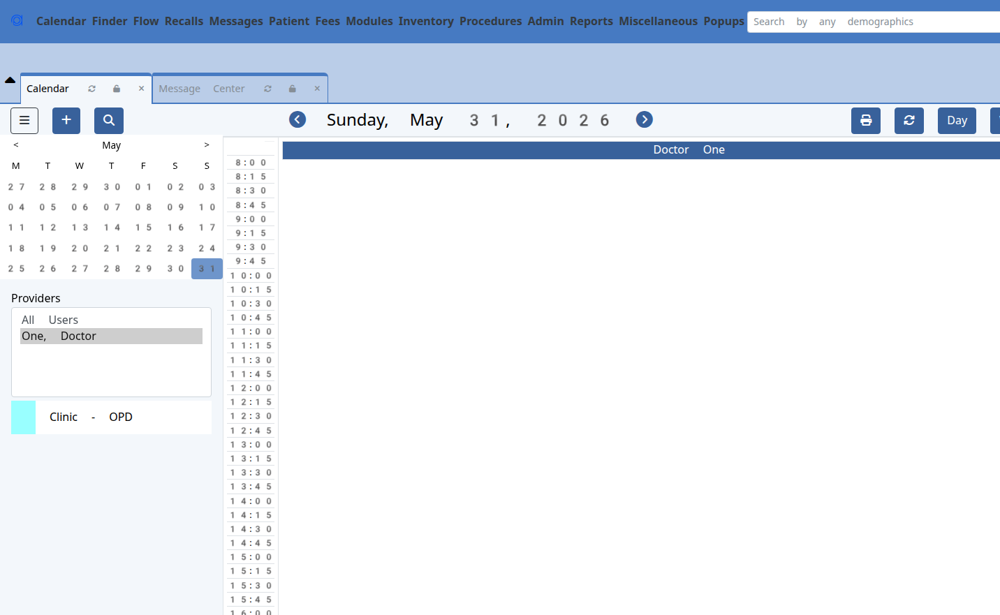 Calendar Finder Flow Recalls Messages Patient Fees Modules Inventory Procedures Admin Reports Miscellaneous Popups Search by any demographics
Calendar × Message Center ×
Sunday, May 31, 2026
Day
< May >
M T W T F S S
27 28 29 30 01 02 03
04 05 06 07 08 09 10
11 12 13 14 15 16 17
18 19 20 21 22 23 24
25 26 27 28 29 30 31
Providers
All Users
One, Doctor
Clinic - OPD
Doctor One
8:00
8:15
8:30
8:45
9:00
9:15
9:30
9:45
10:00
10:15
10:30
10:45
11:00
11:15
11:30
11:45
12:00
12:15
12:30
12:45
13:00
13:15
13:30
13:45
14:00
14:15
14:30
14:45
15:00
15:15
15:30
15:45
16:00